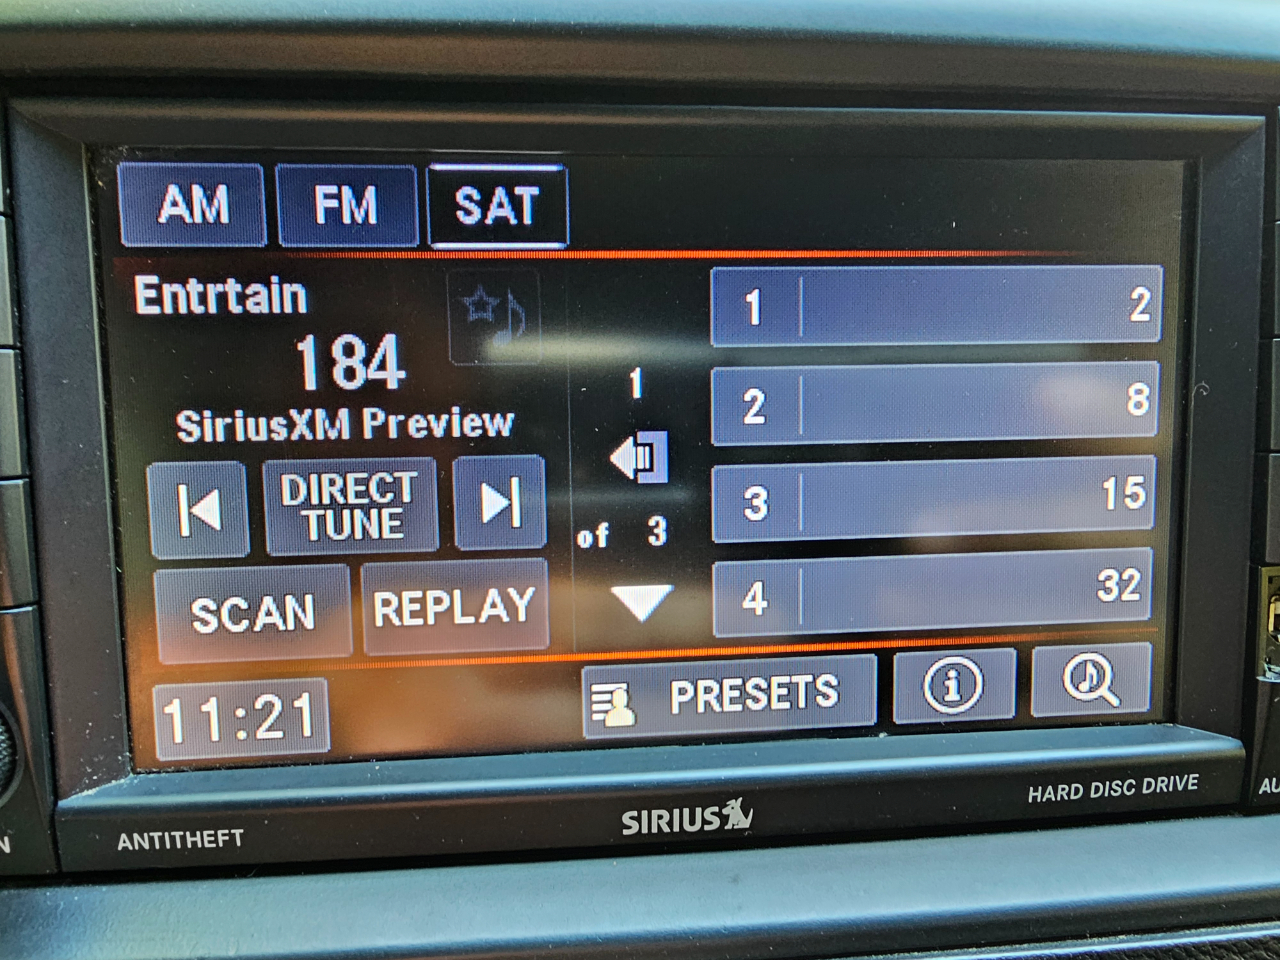 AM FM SAT
Entrtain
184
SiriusXM Preview
DIRECT
TUNE
SCAN REPLAY
11:21
1
of 3
1 2
2 8
3 15
4 32
PRESETS
ANTITHEFT
SIRIUS
HARD DISC DRIVE